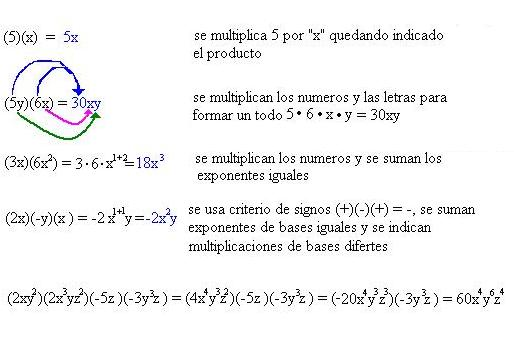 (5)(x) = 5x
se multiplica 5 por "x" quedando indicado
el producto
(5y)(6x) = 30xy
se multiplican los numeros y las letras para
formar un todo 5 • 6 • x • y = 30xy
(3x)(6x²) = 3·6·x¹⁺²=18x³
se multiplican los numeros y se suman los
exponentes iguales
(2x)(-y)(x ) = -2 x¹⁺¹y=-2x²y
se usa criterio de signos (+)(-)(+) = -, se suman
exponentes de bases iguales y se indican
multiplicaciones de bases difertes
(2xy²)(2x³yz²)(-5z )(-3y³z ) = (4x⁴y³z²)(-5z )(-3y³z ) = (-20x⁴y³z³)(-3y³z ) = 60x⁴y⁶z⁴